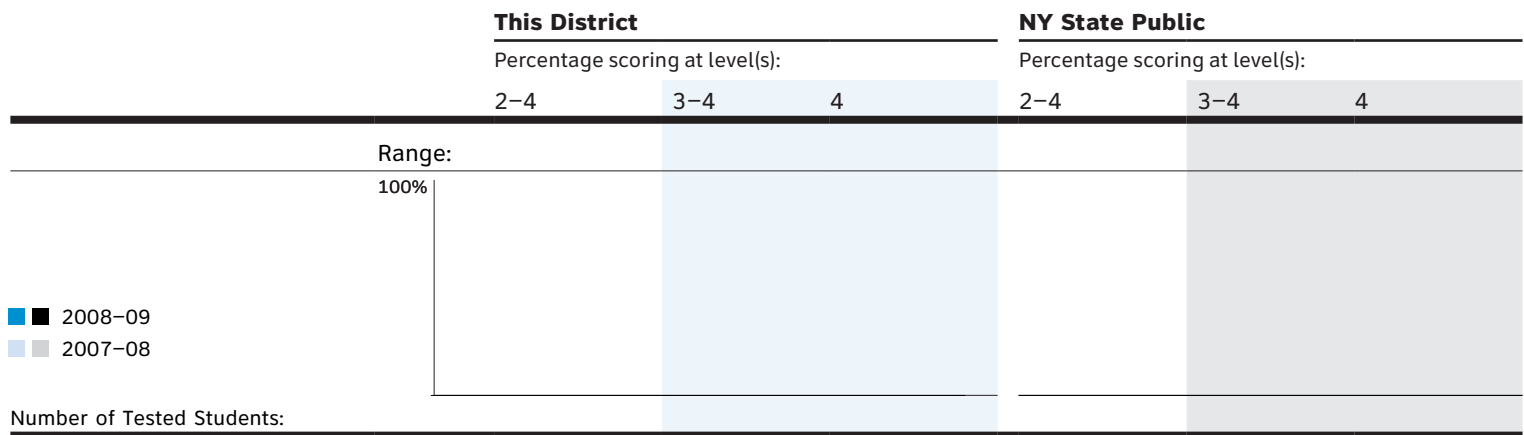 This District NY State Public
Percentage scoring at level(s): Percentage scoring at level(s):
2–4 3–4 4 2–4 3–4 4
Range:
100%
2008–09
2007–08
Number of Tested Students: